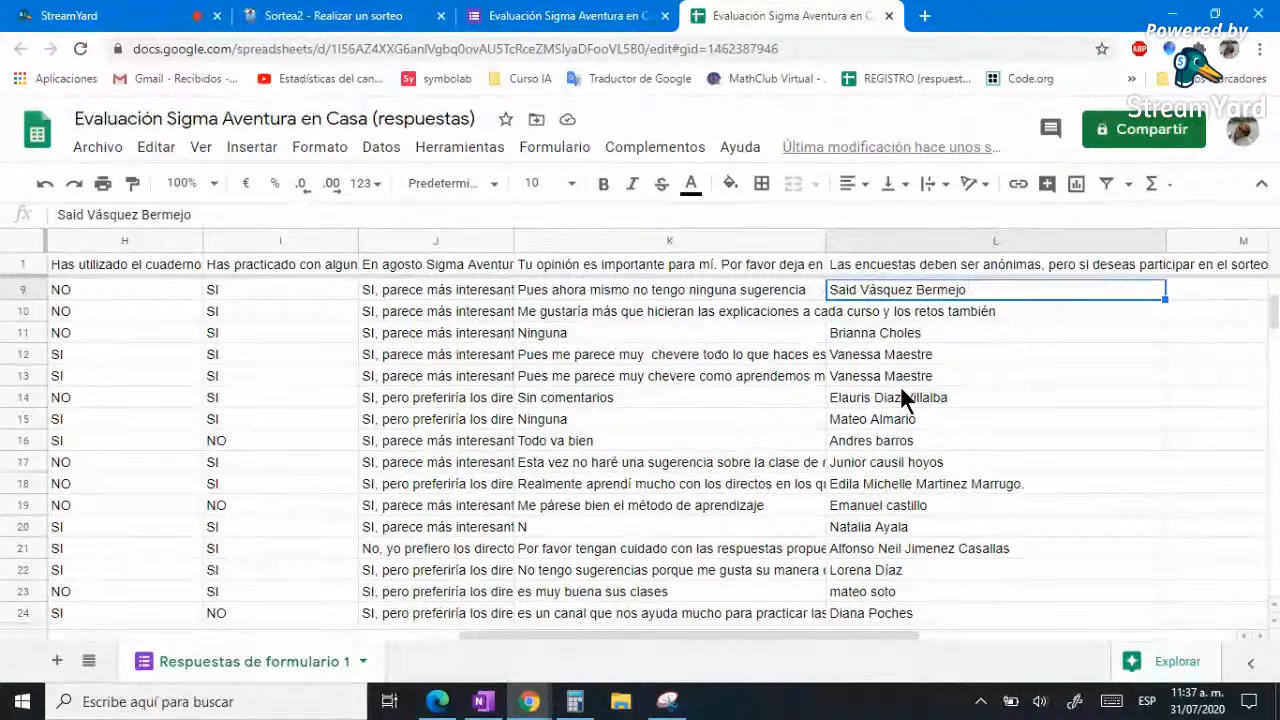 StreamYard
Sortea2 - Realizar un sorteo
Evaluación Sigma Aventura en C
Evaluación Sigma Aventura en C
Powered by
StreamYard
docs.google.com/spreadsheets/d/1I56AZ4XXG6anlVgbq0ovAU5TcRceZMSlyaDFooVL5B0/edit#gid=1462387946
Aplicaciones
Gmail - Recibidos -...
Estadísticas del can...
symbolab
Curso IA
Traductor de Google
MathClub Virtual -...
REGISTRO (respuest...
Code.org
»
Evaluación Sigma Aventura en Casa (respuestas)
Compartir
Archivo Editar Ver Insertar Formato Datos Herramientas Formulario Complementos Ayuda Última modificación hace unos s...
100% € % .0 .00 123 Predetermi... 10 B I S A
fx Said Vásquez Bermejo
H I J K L M
1 Has utilizado el cuaderno Has practicado con algun En agosto Sigma Aventur Tu opinión es importante para mí. Por favor deja en Las encuestas deben ser anónimas, pero si deseas participar en el sorteo
9 NO SI SI, parece más interesant Pues ahora mismo no tengo ninguna sugerencia Said Vásquez Bermejo
10 NO SI SI, parece más interesant Me gustaría más que hicieran las explicaciones a cada curso y los retos también
11 NO SI SI, parece más interesant Ninguna Brianna Choles
12 SI SI SI, parece más interesant Pues me parece muy chevere todo lo que haces es Vanessa Maestre
13 SI SI SI, parece más interesant Pues me parece muy chevere como aprendemos m Vanessa Maestre
14 NO SI SI, pero preferiría los dire Sin comentarios Elauris Diaz Villalba
15 SI SI SI, pero preferiría los dire Ninguna Mateo Almario
16 SI NO SI, parece más interesant Todo va bien Andres barros
17 NO SI SI, parece más interesant Esta vez no haré una sugerencia sobre la clase de Junior causil hoyos
18 NO SI SI, parece más interesant Realmente aprendí mucho con los directos en los qu Edila Michelle Martinez Marrugo.
19 NO NO SI, parece más interesant Me párese bien el método de aprendizaje Emanuel castillo
20 SI SI SI, parece más interesant N Natalia Ayala
21 SI SI No, yo prefiero los directo Por favor tengan cuidado con las respuestas propue Alfonso Neil Jimenez Casallas
22 SI SI SI, pero preferiría los dire No tengo sugerencias porque me gusta su manera Lorena Díaz
23 NO SI SI, pero preferiría los dire es muy buena sus clases mateo soto
24 SI NO SI, pero preferiría los dire es un canal que nos ayuda mucho para practicar las Diana Poches
Respuestas de formulario 1
Explorar
Escribe aquí para buscar
ESP
11:37 a. m.
31/07/2020